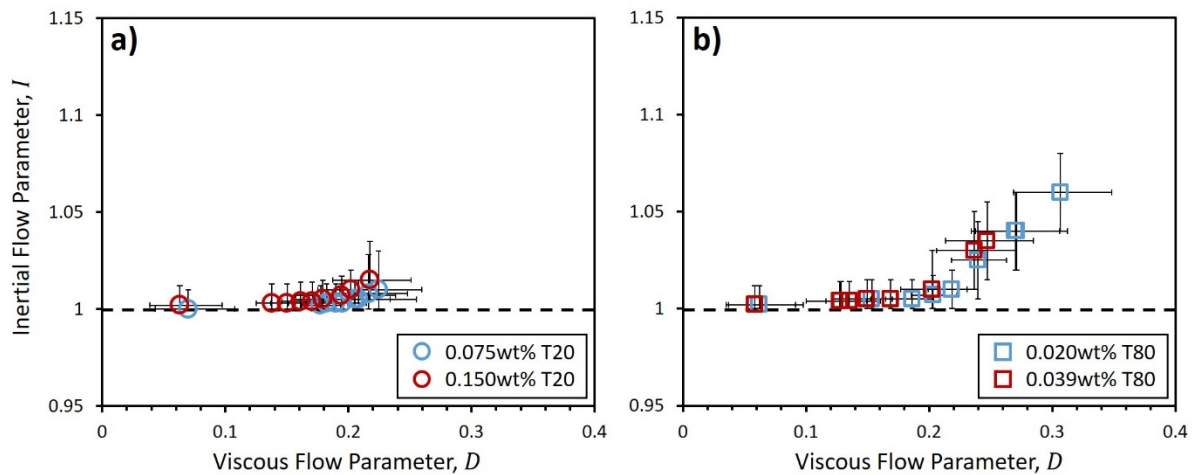 a)
Inertial Flow Parameter, I
1.15
1.1
1.05
1
0.95
0
0.1
0.2
0.3
0.4
Viscous Flow Parameter, D
0.075wt% T20
0.150wt% T20
b)
1.15
1.1
1.05
1
0.95
0
0.1
0.2
0.3
0.4
Viscous Flow Parameter, D
0.020wt% T80
0.039wt% T80